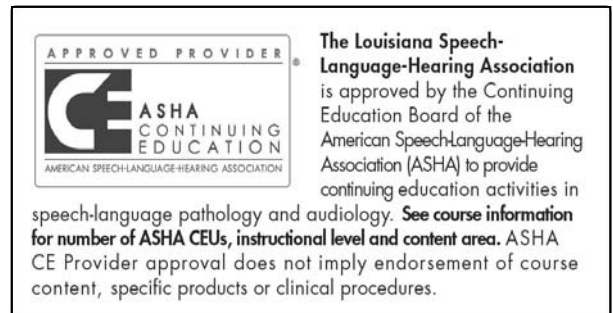 APPROVED PROVIDER
®
CE
ASHA
CONTINUING
EDUCATION
AMERICAN SPEECH-LANGUAGE-HEARING ASSOCIATION
The Louisiana Speech-
Language-Hearing Association
is approved by the Continuing
Education Board of the
American Speech-Language-Hearing
Association (ASHA) to provide
continuing education activities in
speech-language pathology and audiology. See course information
for number of ASHA CEUs, instructional level and content area. ASHA
CE Provider approval does not imply endorsement of course
content, specific products or clinical procedures.